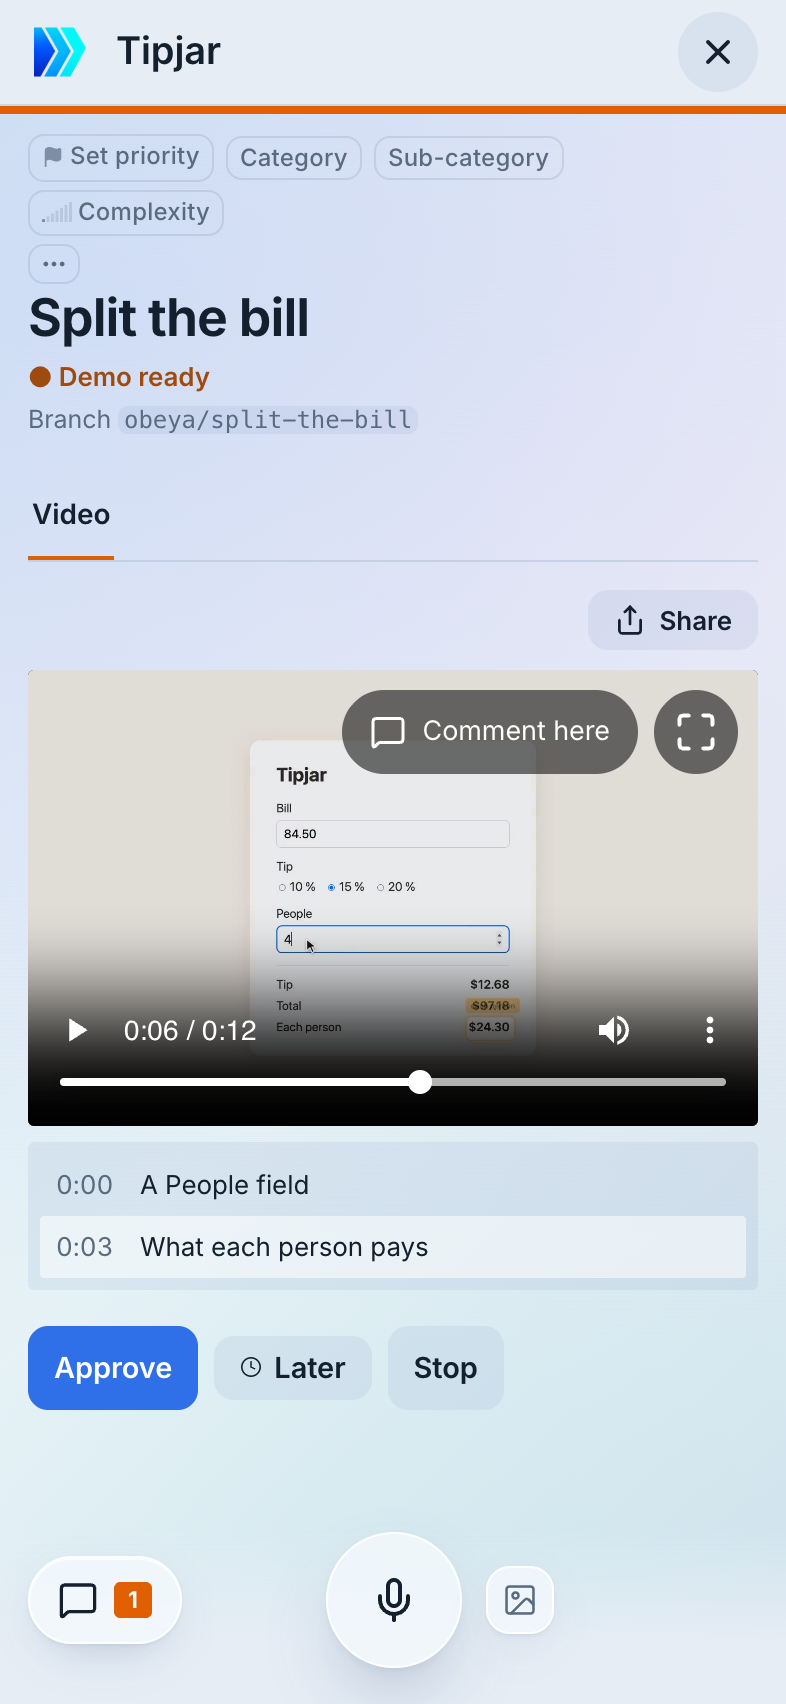 Tipjar
Set priority
Category
Sub-category
Complexity
Split the bill
Demo ready
Branch obeya/split-the-bill
Video
Share
Comment here
Tipjar
Bill
84.50
Tip
10 %
15 %
20 %
People
4
Tip $12.68
Total $97.18
Each person $24.30
0:06 / 0:12
0:00 A People field
0:03 What each person pays
Approve
Later
Stop
1